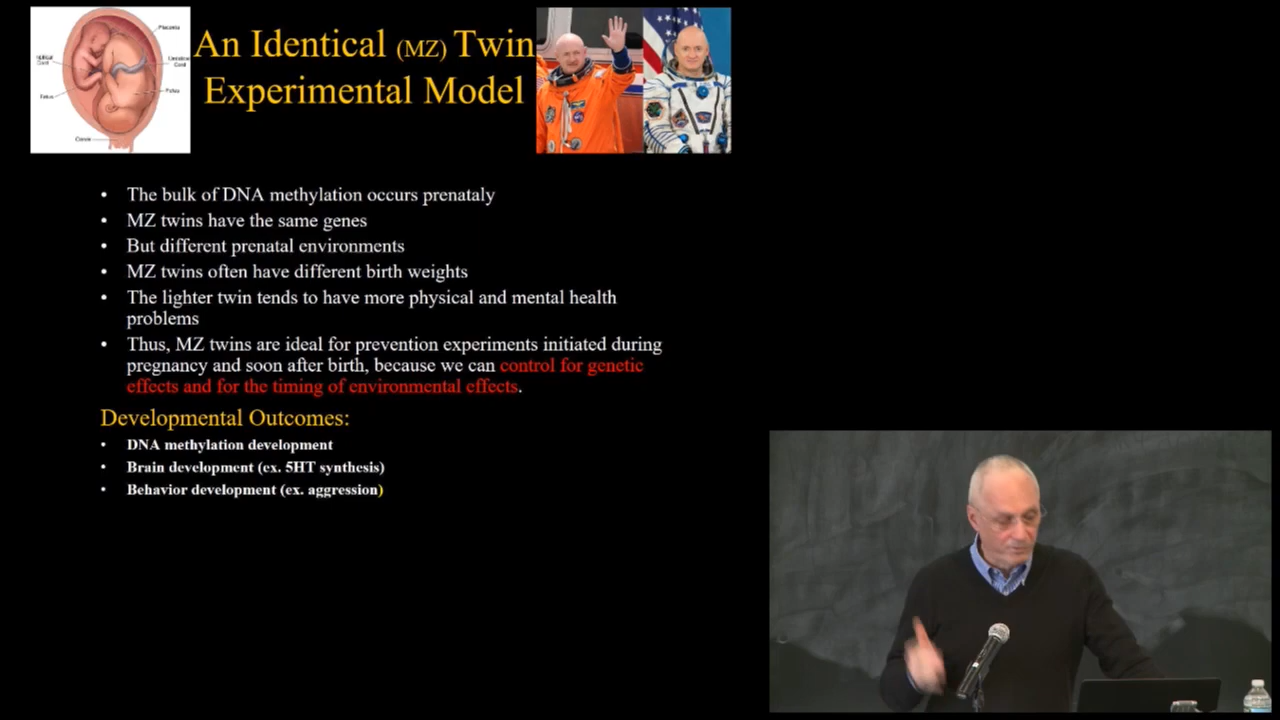 Placenta
Umbilical
Cord
Fetus
Fetus
Cervix
An Identical (MZ) Twin
Experimental Model
• The bulk of DNA methylation occurs prenataly
• MZ twins have the same genes
• But different prenatal environments
• MZ twins often have different birth weights
• The lighter twin tends to have more physical and mental health
problems
• Thus, MZ twins are ideal for prevention experiments initiated during
pregnancy and soon after birth, because we can control for genetic
effects and for the timing of environmental effects.
Developmental Outcomes:
• DNA methylation development
• Brain development (ex. 5HT synthesis)
• Behavior development (ex. aggression)